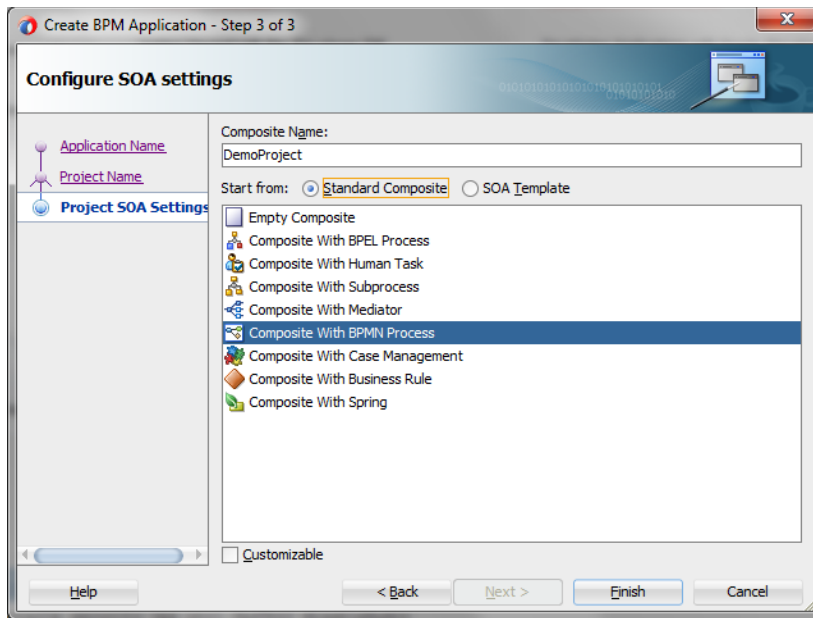 Create BPM Application - Step 3 of 3
Configure SOA settings
Application Name
Project Name
Project SOA Settings
Composite Name:
DemoProject
Start from: Standard Composite SOA Template
Empty Composite
Composite With BPEL Process
Composite With Human Task
Composite With Subprocess
Composite With Mediator
Composite With BPMN Process
Composite With Case Management
Composite With Business Rule
Composite With Spring
Customizable
Help < Back Next > Finish Cancel